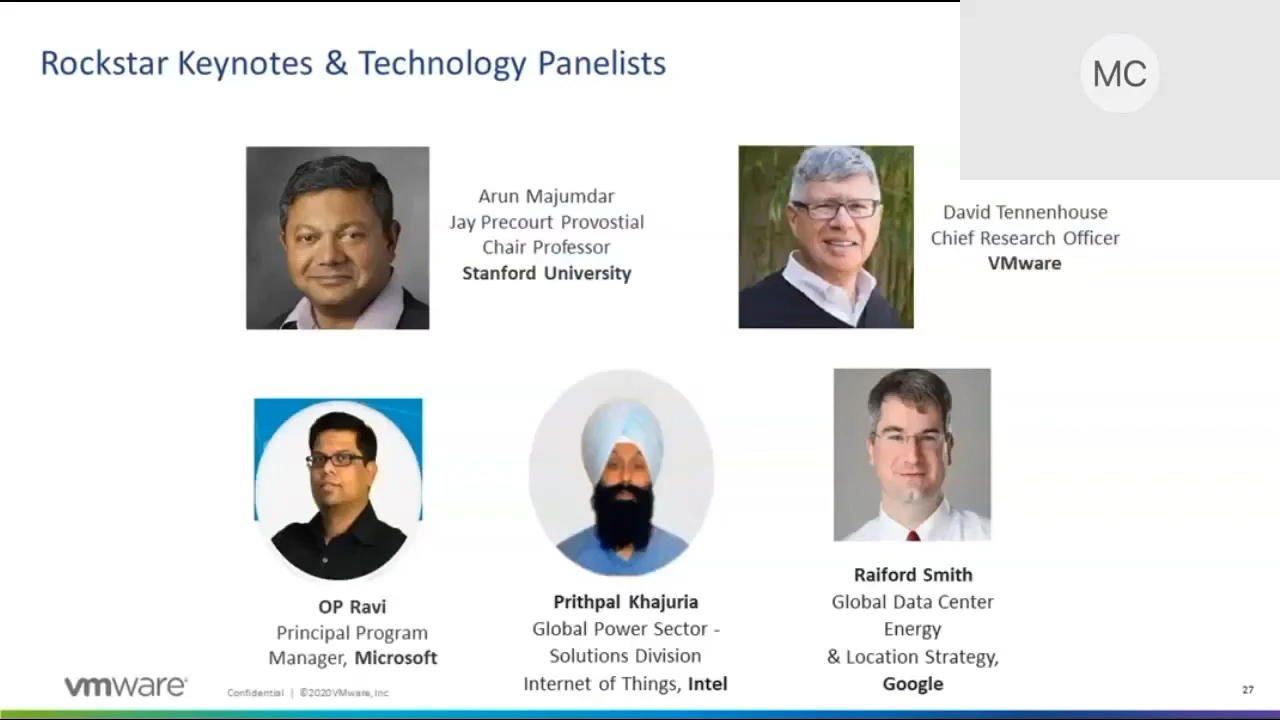 Rockstar Keynotes & Technology Panelists
MC
Arun Majumdar
Jay Precourt Provostial
Chair Professor
Stanford University
David Tennenhouse
Chief Research Officer
VMware
OP Ravi
Principal Program
Manager, Microsoft
Prithpal Khajuria
Global Power Sector -
Solutions Division
Internet of Things, Intel
Raiford Smith
Global Data Center
Energy
& Location Strategy,
Google
vmware
Confidential | ©2020VMware, Inc
27